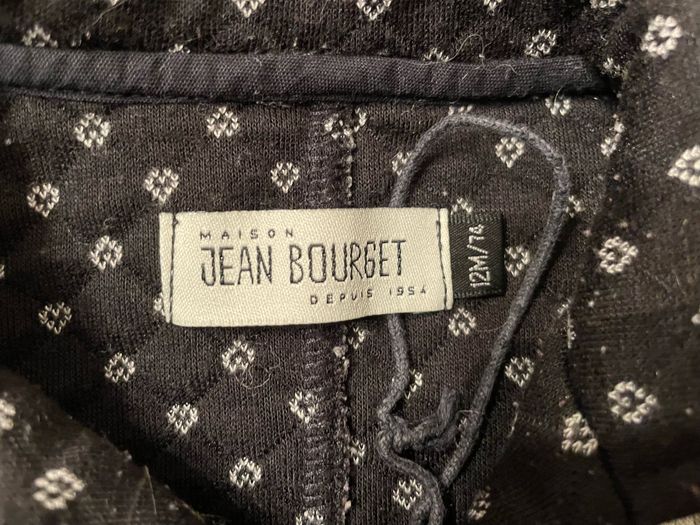 MAISON
JEAN BOURGET
DEPUIS 1954
12M/74